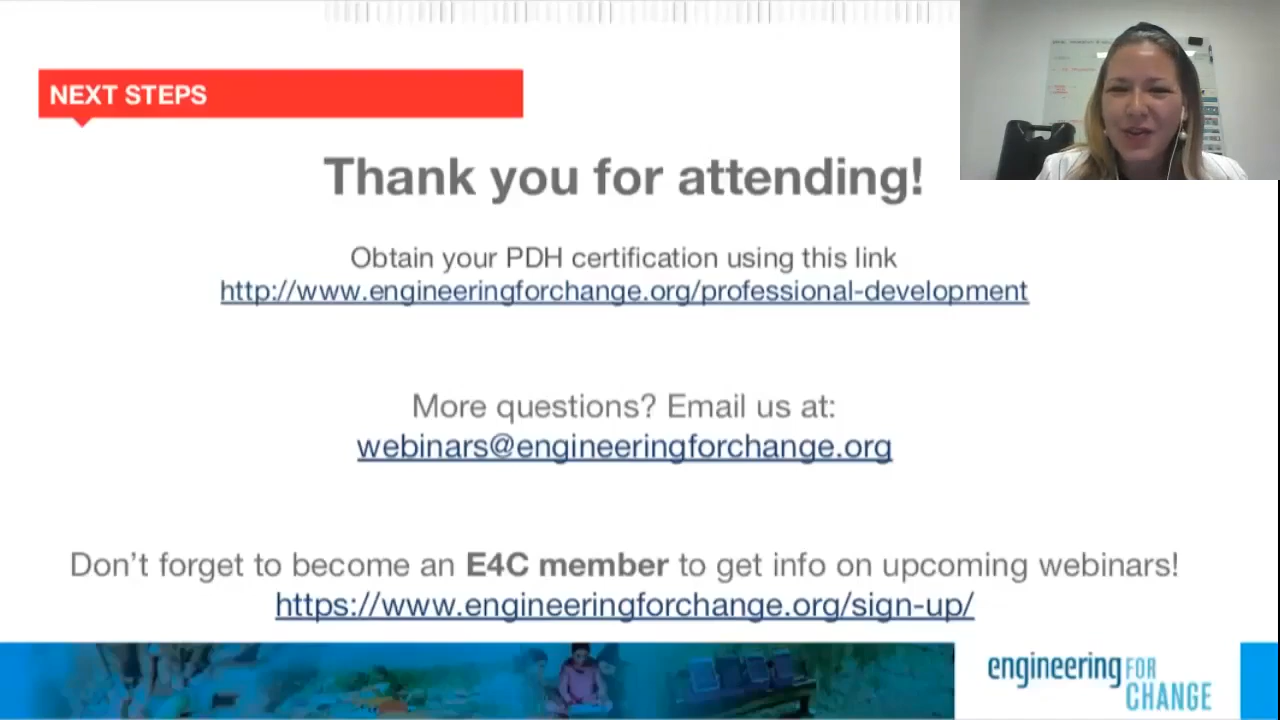 NEXT STEPS
Thank you for attending!
Obtain your PDH certification using this link
http://www.engineeringforchange.org/professional-development
More questions? Email us at:
webinars@engineeringforchange.org
Don't forget to become an E4C member to get info on upcoming webinars!
https://www.engineeringforchange.org/sign-up/
engineering FOR
CHANGE